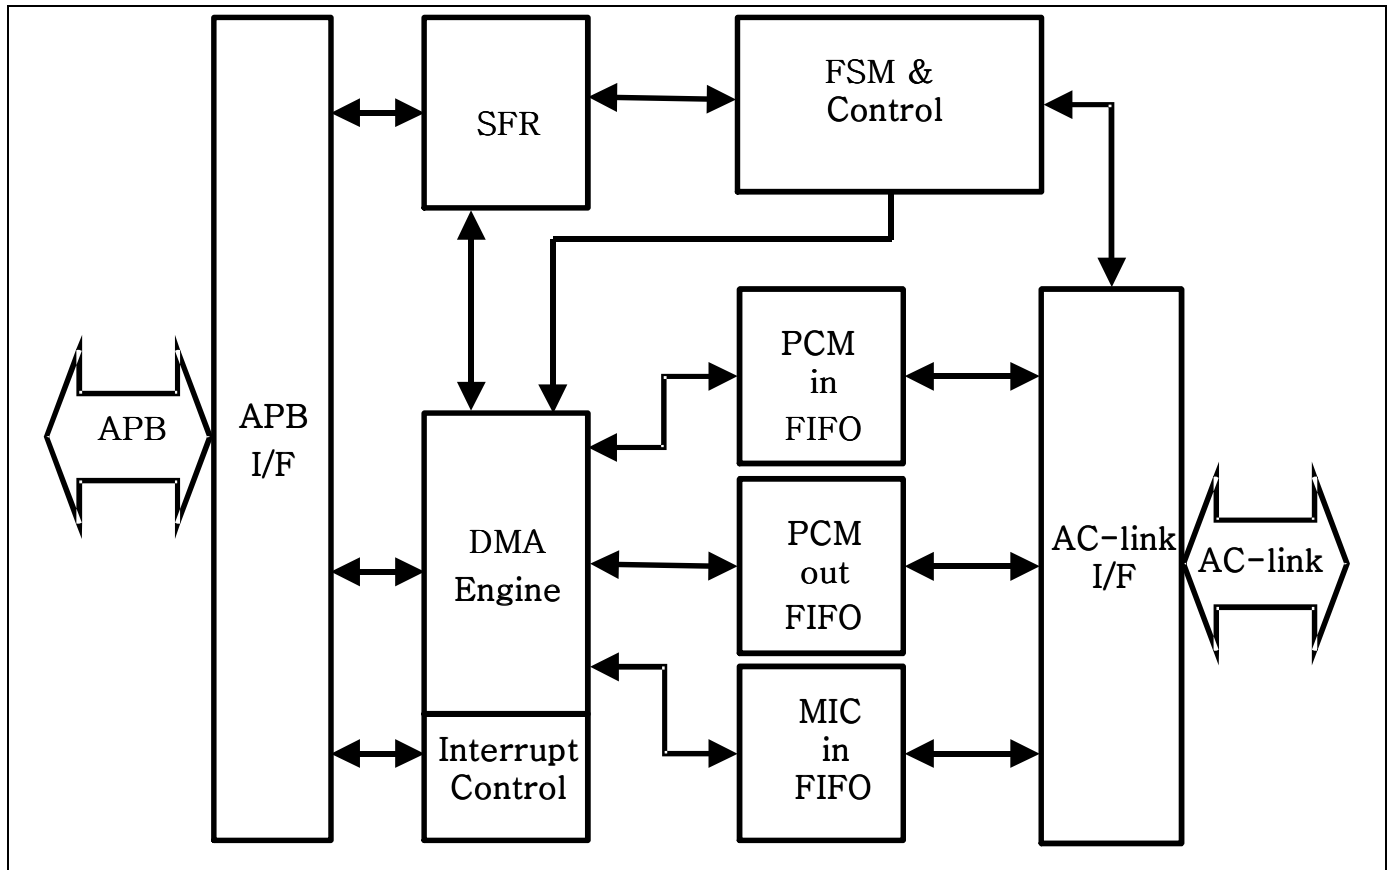 SFR
FSM &
Control
APB
APB
I/F
DMA
Engine
Interrupt
Control
PCM
in
FIFO
PCM
out
FIFO
MIC
in
FIFO
AC-link
I/F
AC-link